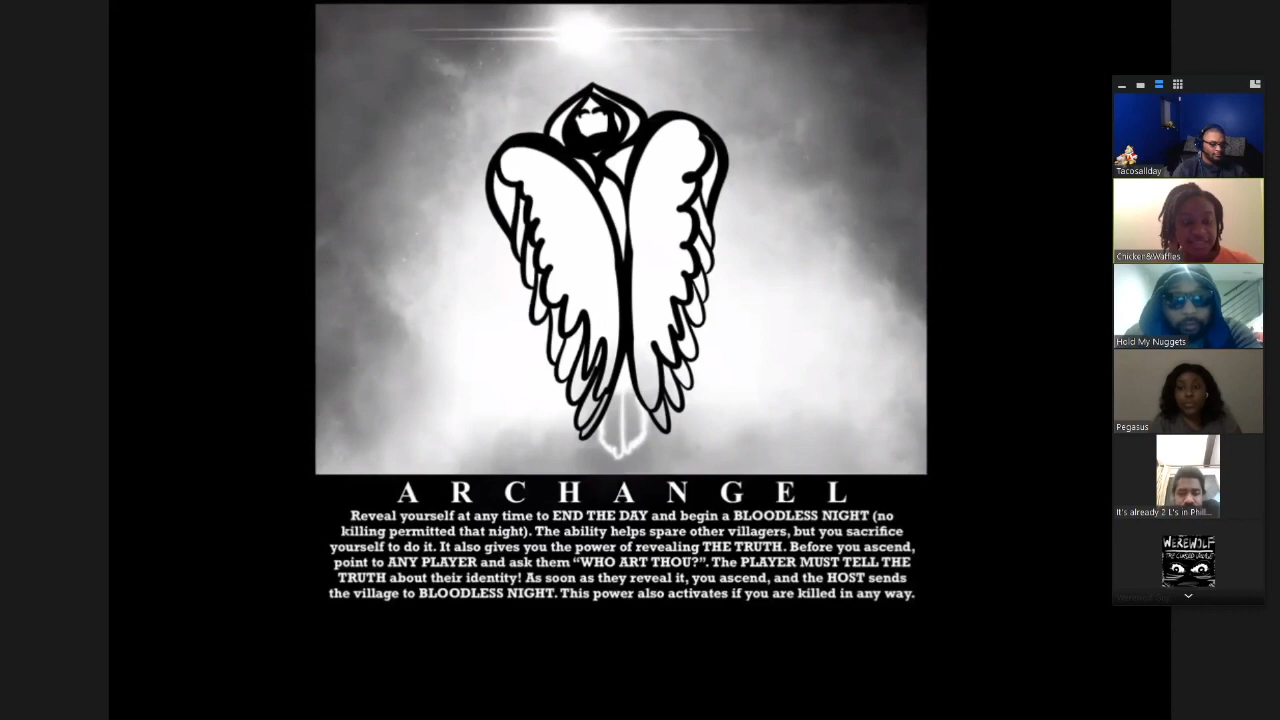 A R C H A N G E L
Reveal yourself at any time to END THE DAY and begin a BLOODLESS NIGHT (no
killing permitted that night). The ability helps spare other villagers, but you sacrifice
yourself to do it. It also gives you the power of revealing THE TRUTH. Before you ascend,
point to ANY PLAYER and ask them “WHO ART THOU?”. The PLAYER MUST TELL THE
TRUTH about their identity! As soon as they reveal it, you ascend, and the HOST sends
the village to BLOODLESS NIGHT. This power also activates if you are killed in any way.
Tacosallday
Chicken&Waffles
Hold My Nuggets
Pegasus
It's already 2 L's in Phill...
WEREWOLF
THE CURSED VILLAGE